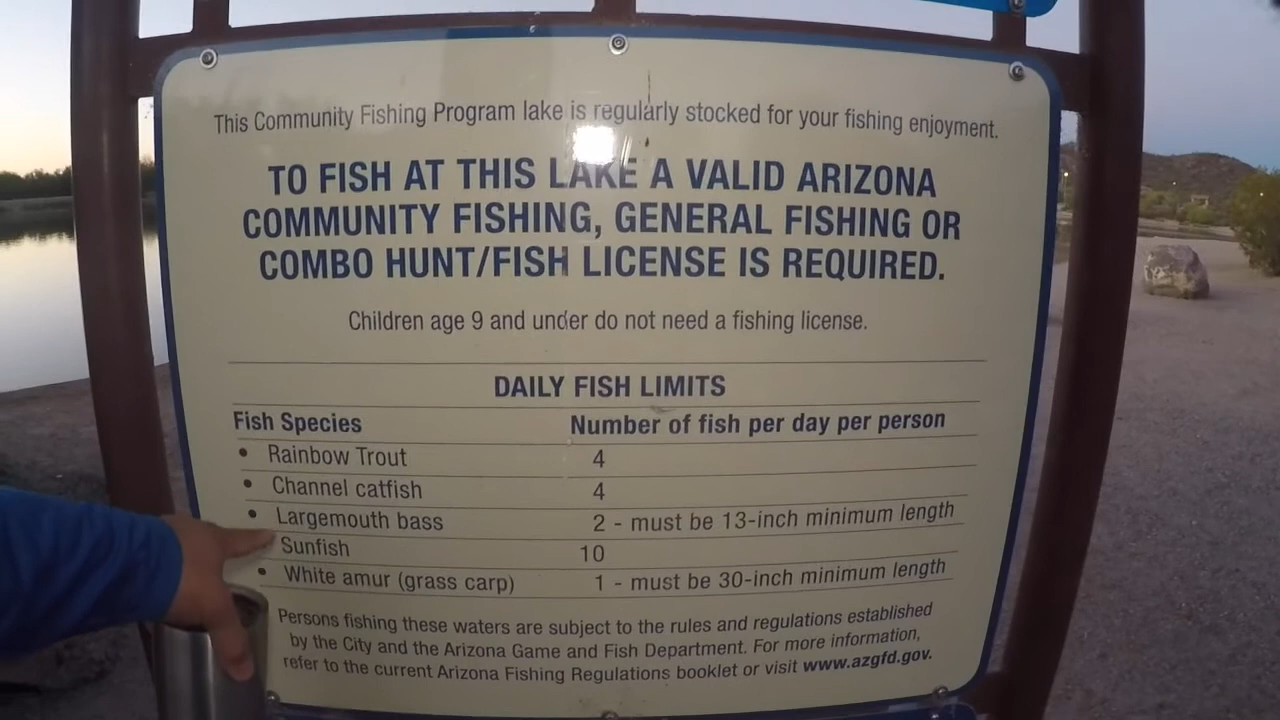 This Community Fishing Program lake is regularly stocked for your fishing enjoyment.
TO FISH AT THIS LAKE A VALID ARIZONA
COMMUNITY FISHING, GENERAL FISHING OR
COMBO HUNT/FISH LICENSE IS REQUIRED.
Children age 9 and under do not need a fishing license.
DAILY FISH LIMITS
Fish Species Number of fish per day per person
• Rainbow Trout 4
• Channel catfish 4
• Largemouth bass 2 - must be 13-inch minimum length
Sunfish 10
• White amur (grass carp) 1 - must be 30-inch minimum length
Persons fishing these waters are subject to the rules and regulations established
by the City and the Arizona Game and Fish Department. For more information,
refer to the current Arizona Fishing Regulations booklet or visit www.azgfd.gov.